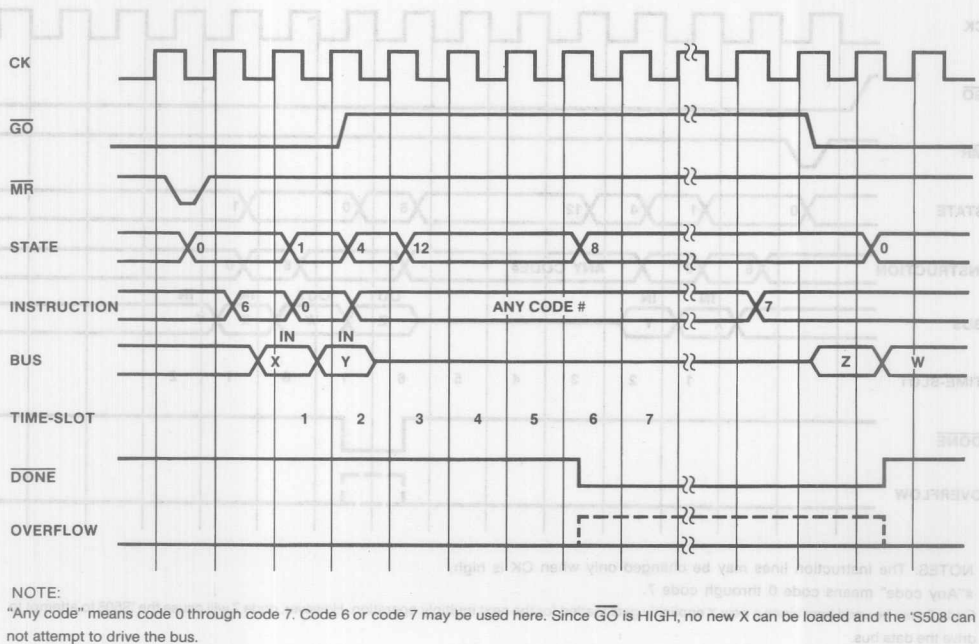 CK
GO
MR
STATE 0 1 4 12 8 0
INSTRUCTION 6 0 ANY CODE # 7
IN IN
BUS X Y Z W
TIME-SLOT 1 2 3 4 5 6 7
DONE
OVERFLOW
NOTE:
"Any code" means code 0 through code 7. Code 6 or code 7 may be used here. Since GO is HIGH, no new X can be loaded and the 'S508 can
not attempt to drive the bus.